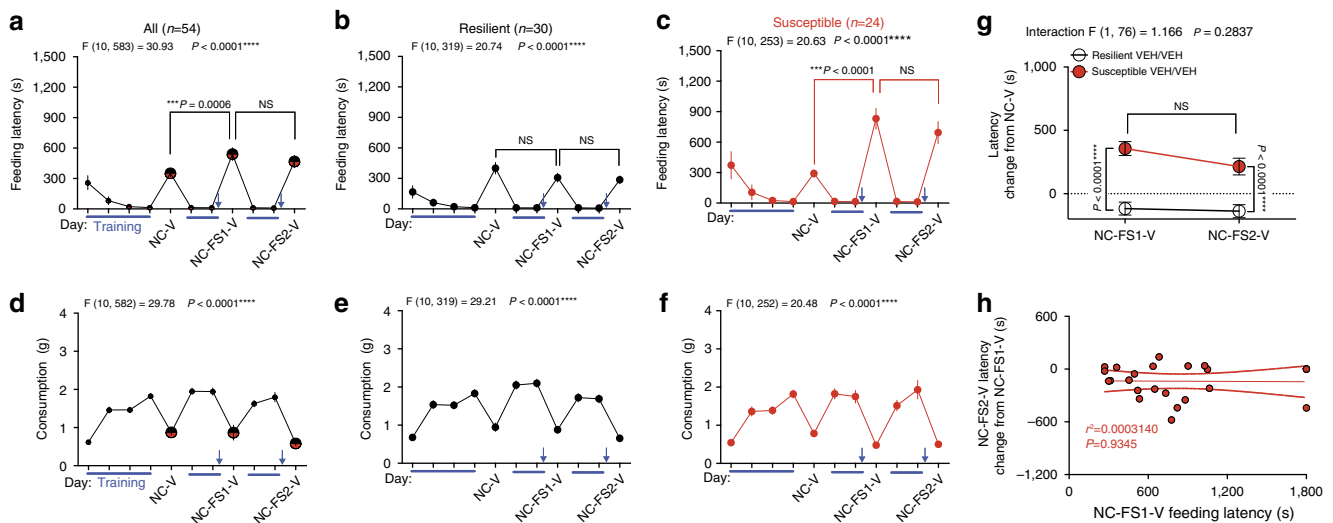 a
All (n=54)
F (10, 583) = 30.93 P < 0.0001****
Feeding latency (s)
1,500
1,200
900
600
300
0
***P = 0.0006
NS
Day: Training
NC-V
NC-FS1-V
NC-FS2-V
b
Resilient (n=30)
F (10, 319) = 20.74 P < 0.0001****
Feeding latency (s)
1,500
1,200
900
600
300
0
NS
NS
NC-V
NC-FS1-V
NC-FS2-V
c
Susceptible (n=24)
F (10, 253) = 20.63 P < 0.0001****
Feeding latency (s)
1,500
1,200
900
600
300
0
***P < 0.0001
NS
NC-V
NC-FS1-V
NC-FS2-V
g
Interaction F (1, 76) = 1.166 P = 0.2837
Resilient VEH/VEH
Susceptible VEH/VEH
Latency
change from NC-V (s)
1,000
500
0
NS
P < 0.0001****
P < 0.0001
****
NC-FS1-V
NC-FS2-V
d
F (10, 582) = 29.78 P < 0.0001****
Consumption (g)
4
3
2
1
0
Day: Training
NC-V
NC-FS1-V
NC-FS2-V
e
F (10, 319) = 29.21 P < 0.0001****
Consumption (g)
4
3
2
1
0
NC-V
NC-FS1-V
NC-FS2-V
f
F (10, 252) = 20.48 P < 0.0001****
Consumption (g)
4
3
2
1
0
NC-V
NC-FS1-V
NC-FS2-V
h
NC-FS2-V latency
change from NC-FS1-V (s)
600
0
−600
−1,200
r²=0.0003140
P=0.9345
0
600
1,200
1,800
NC-FS1-V feeding latency (s)